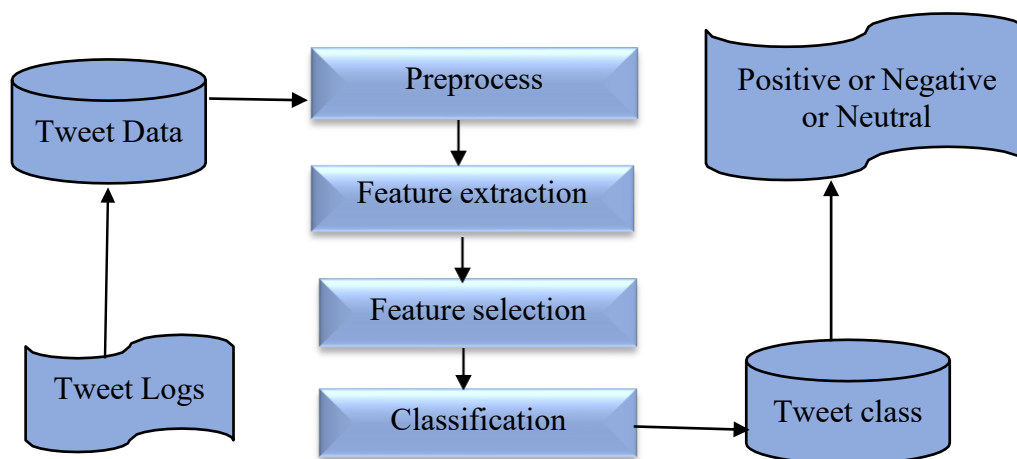 Tweet Logs
Tweet Data
Preprocess
Feature extraction
Feature selection
Classification
Tweet class
Positive or Negative
or Neutral